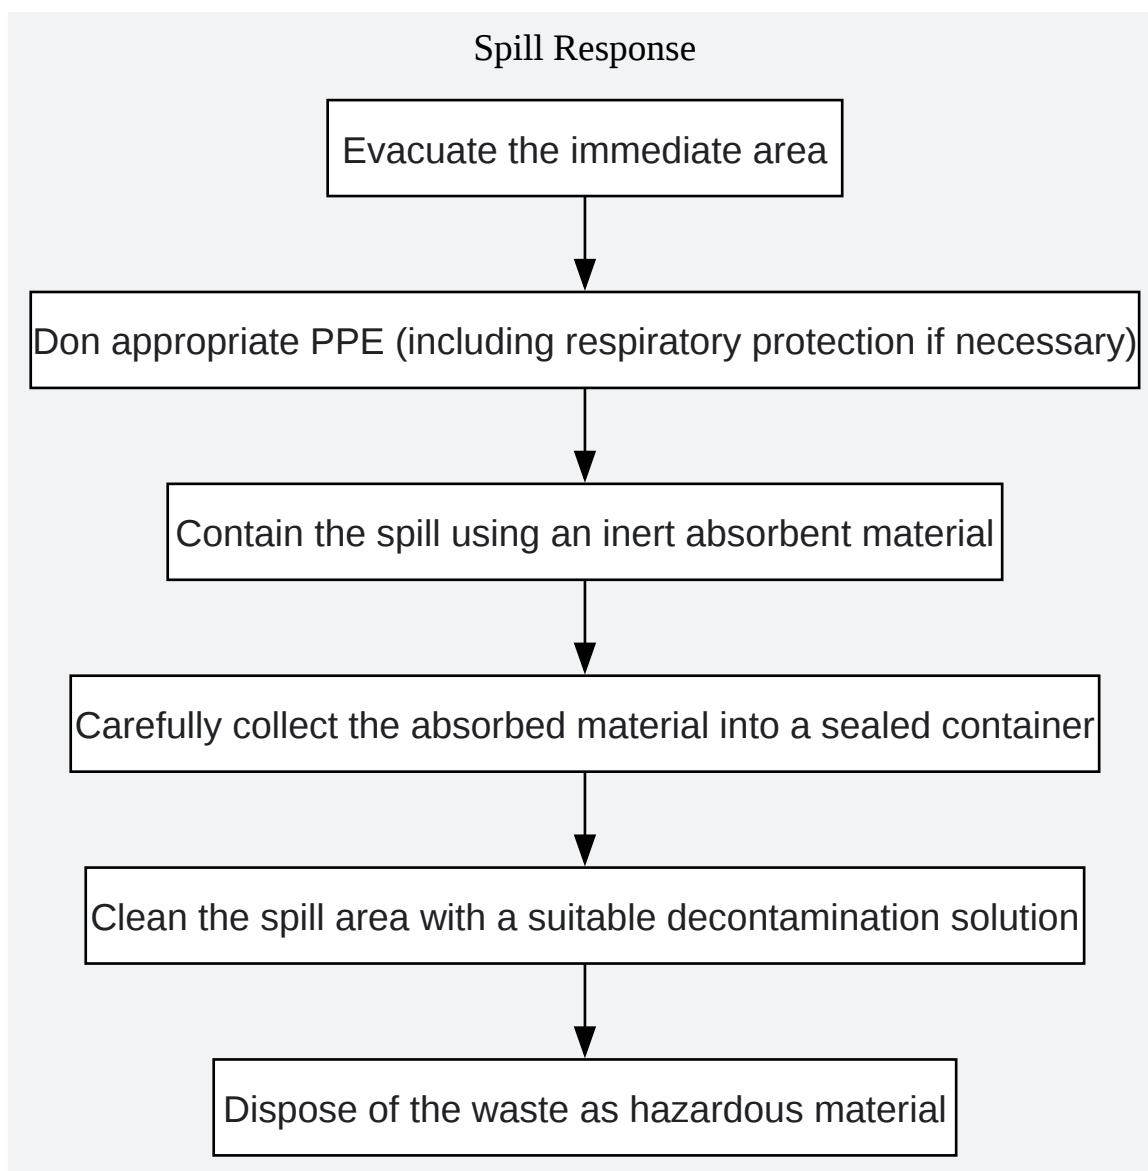 Spill Response
Evacuate the immediate area
Don appropriate PPE (including respiratory protection if necessary)
Contain the spill using an inert absorbent material
Carefully collect the absorbed material into a sealed container
Clean the spill area with a suitable decontamination solution
Dispose of the waste as hazardous material